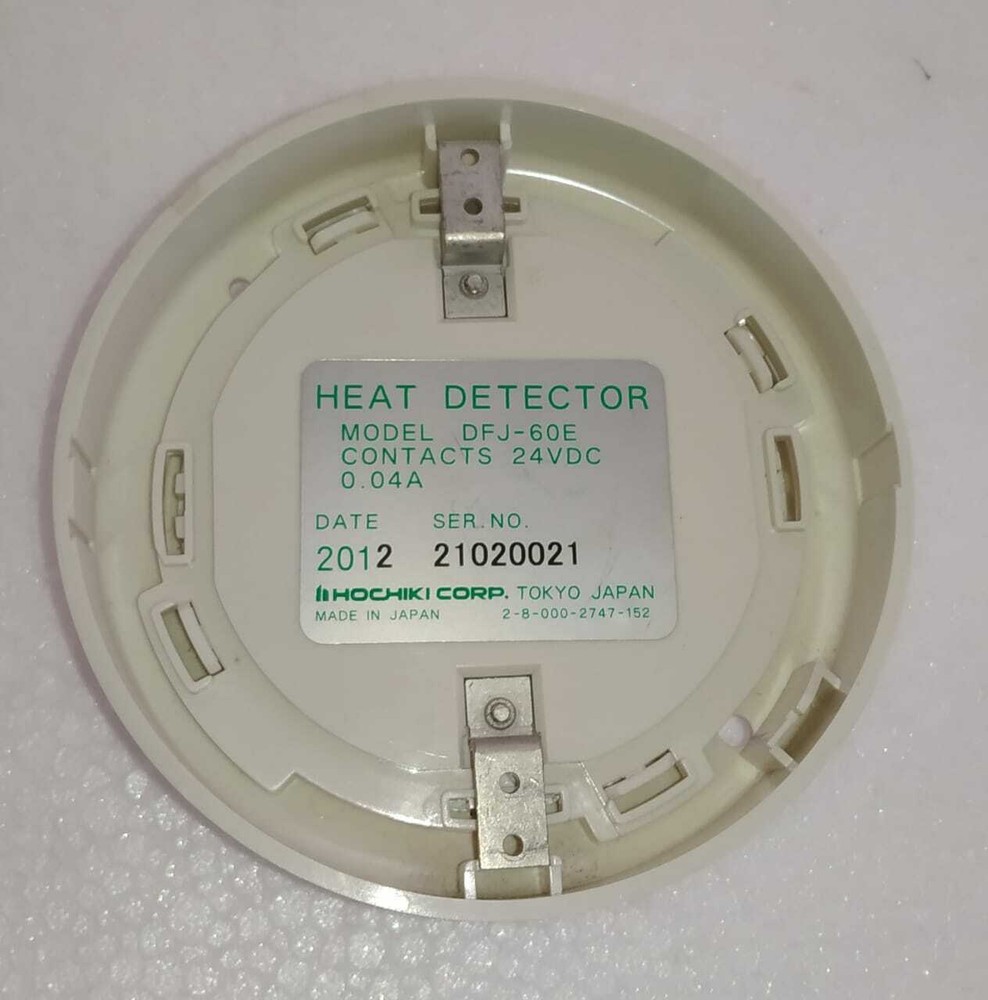 HEAT DETECTOR
MODEL DFJ-60E
CONTACTS 24VDC
0.04A
DATE SER.NO.
2012 21020021
HOCHIKI CORP. TOKYO JAPAN
MADE IN JAPAN 2-8-000-2747-152